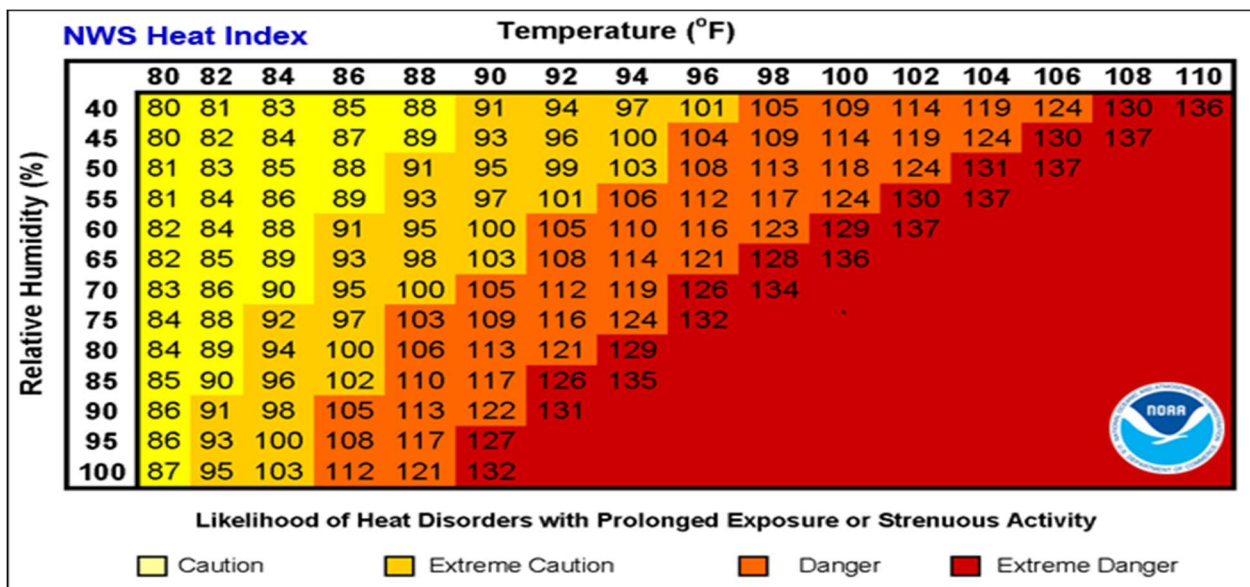 NWS Heat Index
Temperature (°F)
80 82 84 86 88 90 92 94 96 98 100 102 104 106 108 110
Relative Humidity (%)
40 80 81 83 85 88 91 94 97 101 105 109 114 119 124 130 136
45 80 82 84 87 89 93 96 100 104 109 114 119 124 130 137
50 81 83 85 88 91 95 99 103 108 113 118 124 131 137
55 81 84 86 89 93 97 101 106 112 117 124 130 137
60 82 84 88 91 95 100 105 110 116 123 129 137
65 82 85 89 93 98 103 108 114 121 128 136
70 83 86 90 95 100 105 112 119 126 134
75 84 88 92 97 103 109 116 124 132
80 84 89 94 100 106 113 121 129
85 85 90 96 102 110 117 126 135
90 86 91 98 105 113 122 131
95 86 93 100 108 117 127
100 87 95 103 112 121 132
NATIONAL OCEANIC AND ATMOSPHERIC ADMINISTRATION
NOAA
U.S. DEPARTMENT OF COMMERCE
Likelihood of Heat Disorders with Prolonged Exposure or Strenuous Activity
Caution Extreme Caution Danger Extreme Danger